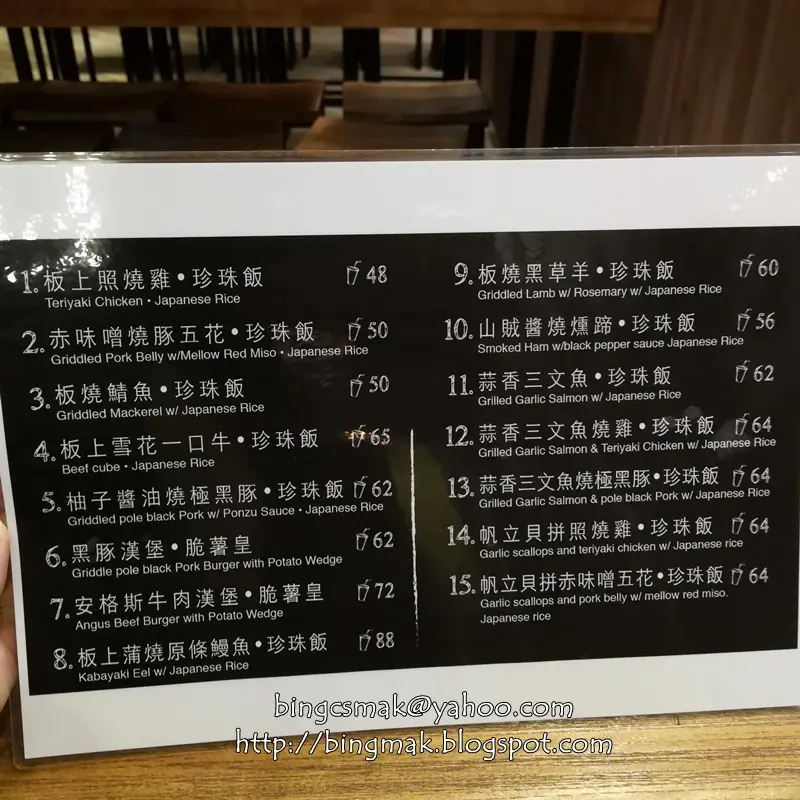 1. 板上照燒雞•珍珠飯 48
Teriyaki Chicken • Japanese Rice
2. 赤味噌燒豚五花•珍珠飯 50
Griddled Pork Belly w/Mellow Red Miso • Japanese Rice
3. 板燒鯖魚•珍珠飯 50
Griddled Mackerel w/ Japanese Rice
4. 板上雪花一口牛•珍珠飯 65
Beef cube • Japanese Rice
5. 柚子醬油燒極黑豚•珍珠飯 62
Griddled pole black Pork w/ Ponzu Sauce • Japanese Rice
6. 黑豚漢堡•脆薯皇 62
Griddle pole black Pork Burger with Potato Wedge
7. 安格斯牛肉漢堡•脆薯皇 72
Angus Beef Burger with Potato Wedge
8. 板上蒲燒原條鰻魚•珍珠飯 88
Kabayaki Eel w/ Japanese Rice
9. 板燒黑草羊•珍珠飯 60
Griddled Lamb w/ Rosemary w/ Japanese Rice
10. 山賊醬燒燻蹄•珍珠飯 56
Smoked Ham w/black pepper sauce Japanese Rice
11. 蒜香三文魚•珍珠飯 62
Grilled Garlic Salmon w/ Japanese Rice
12. 蒜香三文魚燒雞•珍珠飯 64
Grilled Garlic Salmon & Teriyaki Chicken w/ Japanese Rice
13. 蒜香三文魚燒極黑豚•珍珠飯 64
Grilled Garlic Salmon & pole black Pork w/ Japanese Rice
14. 帆立貝拼照燒雞•珍珠飯 64
Garlic scallops and teriyaki chicken w/ Japanese rice
15. 帆立貝拼赤味噌五花•珍珠飯 64
Garlic scallops and pork belly w/ mellow red miso.
Japanese rice
bingcsmak@yahoo.com
http://bingmak.blogspot.com